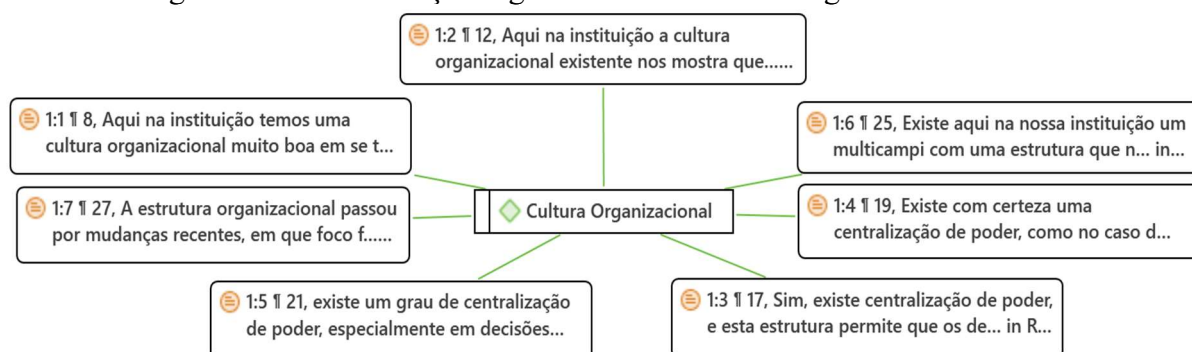 1:2 ¶ 12, Aqui na instituição a cultura
organizacional existente nos mostra que......
1:1 ¶ 8, Aqui na instituição temos uma
cultura organizacional muito boa em se t...
1:6 ¶ 25, Existe aqui na nossa instituição um
multicampi com uma estrutura que n... in...
1:7 ¶ 27, A estrutura organizacional passou
por mudanças recentes, em que foco f......
Cultura Organizacional
1:4 ¶ 19, Existe com certeza uma
centralização de poder, como no caso d...
1:5 ¶ 21, existe um grau de centralização
de poder, especialmente em decisões...
1:3 ¶ 17, Sim, existe centralização de poder,
e esta estrutura permite que os de... in R...